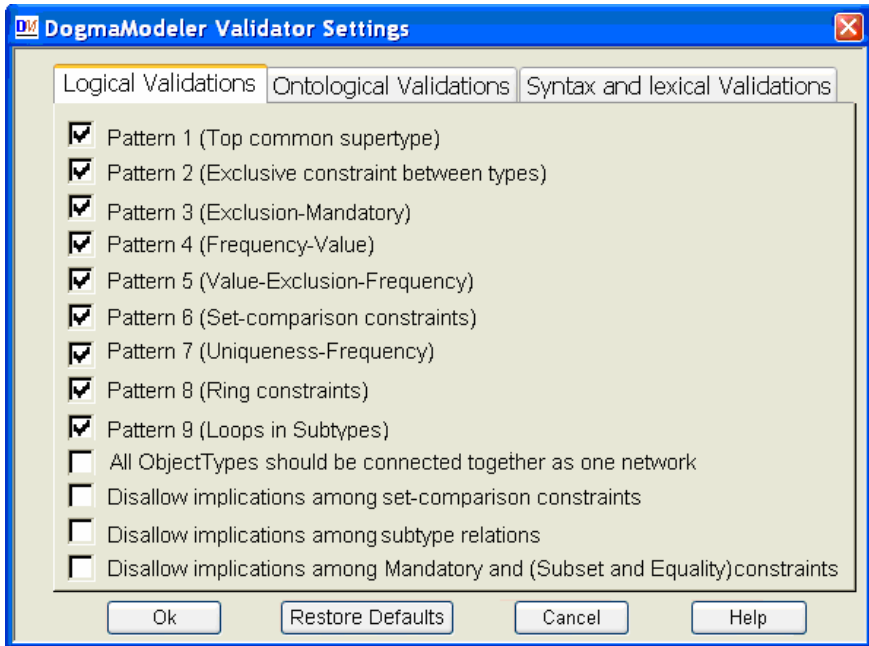 DM DogmaModeler Validator Settings
Logical Validations Ontological Validations Syntax and lexical Validations
Pattern 1 (Top common supertype)
Pattern 2 (Exclusive constraint between types)
Pattern 3 (Exclusion-Mandatory)
Pattern 4 (Frequency-Value)
Pattern 5 (Value-Exclusion-Frequency)
Pattern 6 (Set-comparison constraints)
Pattern 7 (Uniqueness-Frequency)
Pattern 8 (Ring constraints)
Pattern 9 (Loops in Subtypes)
All ObjectTypes should be connected together as one network
Disallow implications among set-comparison constraints
Disallow implications among subtype relations
Disallow implications among Mandatory and (Subset and Equality)constraints
Ok Restore Defaults Cancel Help